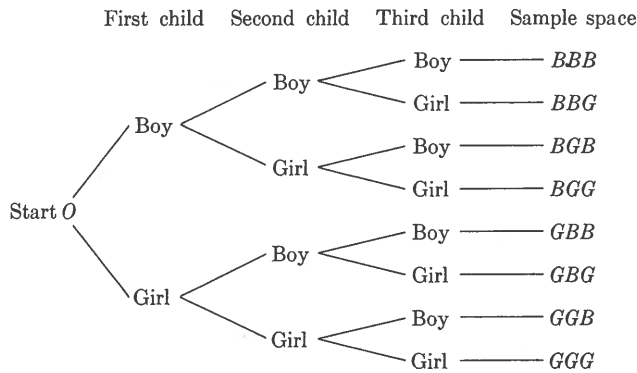 First child Second child Third child Sample space
Boy BBB
Boy
Girl BBG
Boy
Boy BGB
Girl
Girl BGG
Start O
Boy GBB
Boy
Girl GBG
Girl
Boy GGB
Girl
Girl GGG